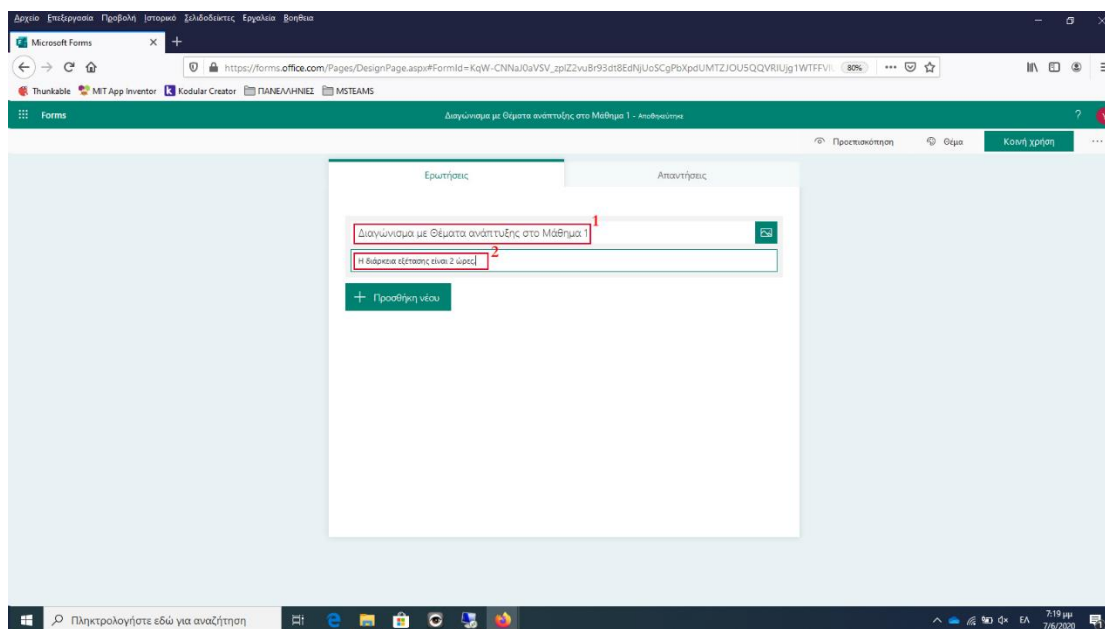 Αρχείο Επεξεργασία Προβολή Ιστορικό Σελιδοδείκτες Εργαλεία Βοήθεια
Microsoft Forms
https://forms.office.com/Pages/DesignPage.aspx#FormId=KqW-CNNaJ0aVSV_zpIZ2vuBr93dt8EdNjUoSCgPbXpdUMTZJOU5QQVRIUjg1WTFFVI 80%
Thunkable MIT App Inventor Kodular Creator ΠΑΝΕΛΛΗΝΙΕΣ MSTEAMS
Forms Διαγώνισμα με Θέματα ανάπτυξης στο Μάθημα 1 - Αποθηκεύτηκε ?
Προεπισκόπηση Θέμα Κοινή χρήση
Ερωτήσεις Απαντήσεις
Διαγώνισμα με Θέματα ανάπτυξης στο Μάθημα 1 1
Η διάρκεια εξέτασης είναι 2 ώρες 2
+ Προσθήκη νέου
Πληκτρολογήστε εδώ για αναζήτηση
ΕΛ 7:19 μμ
7/6/2020